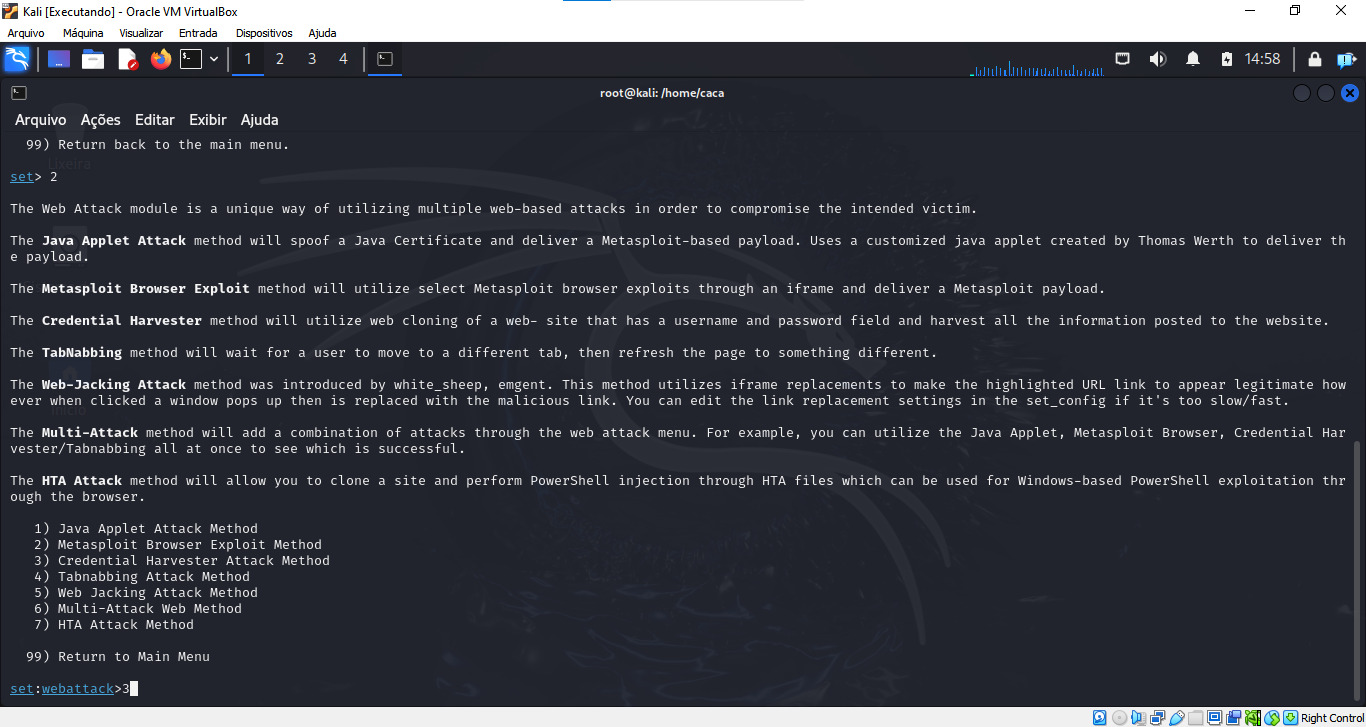 Kali [Executando] - Oracle VM VirtualBox
Arquivo Máquina Visualizar Entrada Dispositivos Ajuda
1 2 3 4 14:58
root@kali: /home/caca
Arquivo Ações Editar Exibir Ajuda
99) Return back to the main menu.
Lixeira
set> 2
The Web Attack module is a unique way of utilizing multiple web-based attacks in order to compromise the intended victim.
The Java Applet Attack method will spoof a Java Certificate and deliver a Metasploit-based payload. Uses a customized java applet created by Thomas Werth to deliver th
e payload.
The Metasploit Browser Exploit method will utilize select Metasploit browser exploits through an iframe and deliver a Metasploit payload.
The Credential Harvester method will utilize web cloning of a web- site that has a username and password field and harvest all the information posted to the website.
The TabNabbing method will wait for a user to move to a different tab, then refresh the page to something different.
The Web-Jacking Attack method was introduced by white_sheep, emgent. This method utilizes iframe replacements to make the highlighted URL link to appear legitimate how
ever when clicked a window pops up then is replaced with the malicious link. You can edit the link replacement settings in the set_config if it's too slow/fast.
The Multi-Attack method will add a combination of attacks through the web attack menu. For example, you can utilize the Java Applet, Metasploit Browser, Credential Har
vester/Tabnabbing all at once to see which is successful.
The HTA Attack method will allow you to clone a site and perform PowerShell injection through HTA files which can be used for Windows-based PowerShell exploitation thr
ough the browser.
1) Java Applet Attack Method
2) Metasploit Browser Exploit Method
3) Credential Harvester Attack Method
4) Tabnabbing Attack Method
5) Web Jacking Attack Method
6) Multi-Attack Web Method
7) HTA Attack Method
99) Return to Main Menu
set:webattack>3
Right Control